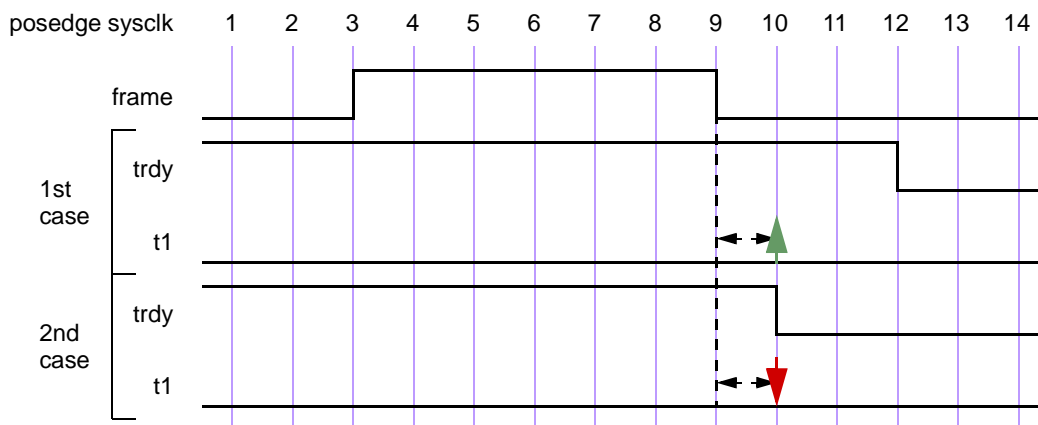 posedge sysclk 1 2 3 4 5 6 7 8 9 10 11 12 13 14
frame
trdy
1st
case
t1
trdy
2nd
case
t1